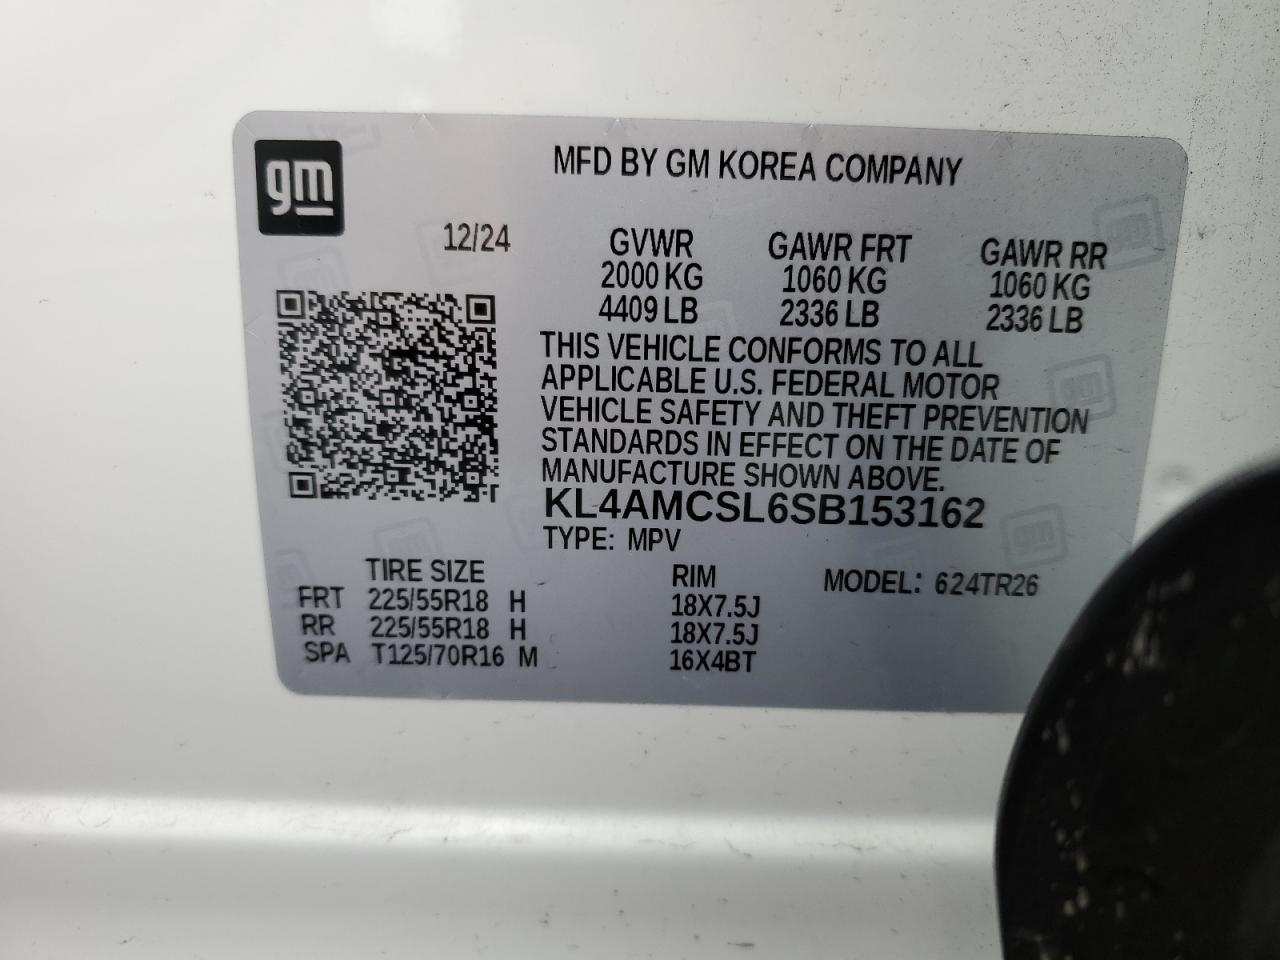 gm
MFD BY GM KOREA COMPANY
12/24
GVWR GAWR FRT GAWR RR
2000 KG 1060 KG 1060 KG
4409 LB 2336 LB 2336 LB
THIS VEHICLE CONFORMS TO ALL
APPLICABLE U.S. FEDERAL MOTOR
VEHICLE SAFETY AND THEFT PREVENTION
STANDARDS IN EFFECT ON THE DATE OF
MANUFACTURE SHOWN ABOVE.
KL4AMCSL6SB153162
TYPE: MPV
TIRE SIZE RIM MODEL: 624TR26
FRT 225/55R18 H 18X7.5J
RR 225/55R18 H 18X7.5J
SPA T125/70R16 M 16X4BT